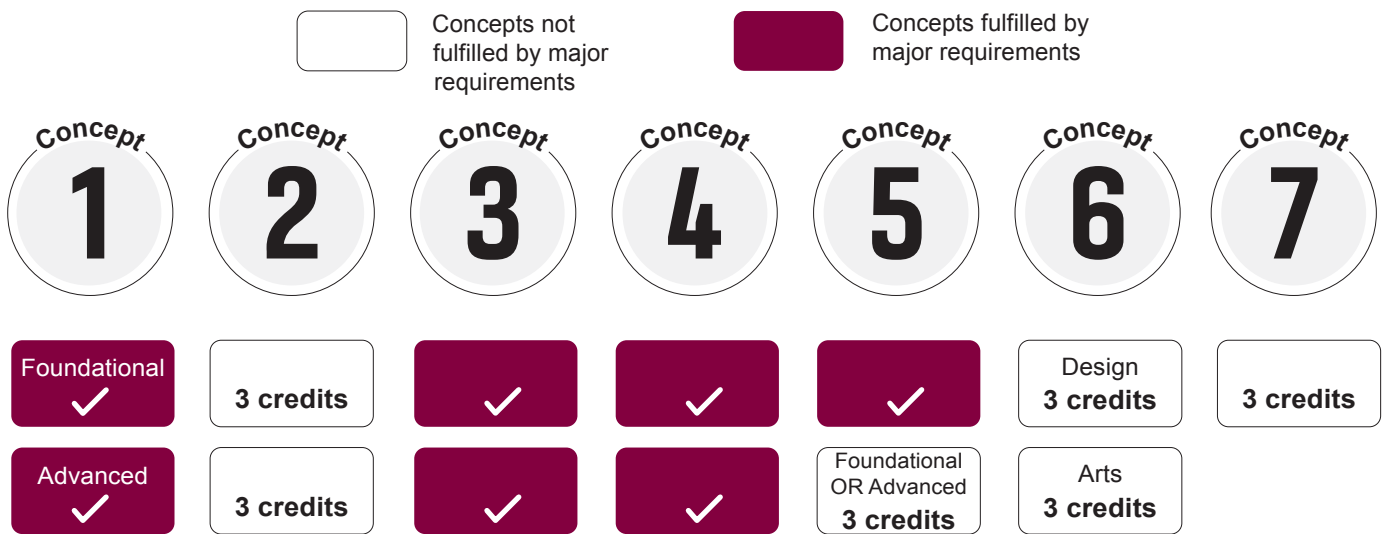 Concepts not
fulfilled by major
requirements
Concepts fulfilled by
major requirements
Concept
1
Concept
2
Concept
3
Concept
4
Concept
5
Concept
6
Concept
7
Foundational
3 credits
Design
3 credits
3 credits
Advanced
3 credits
Foundational
OR Advanced
3 credits
Arts
3 credits